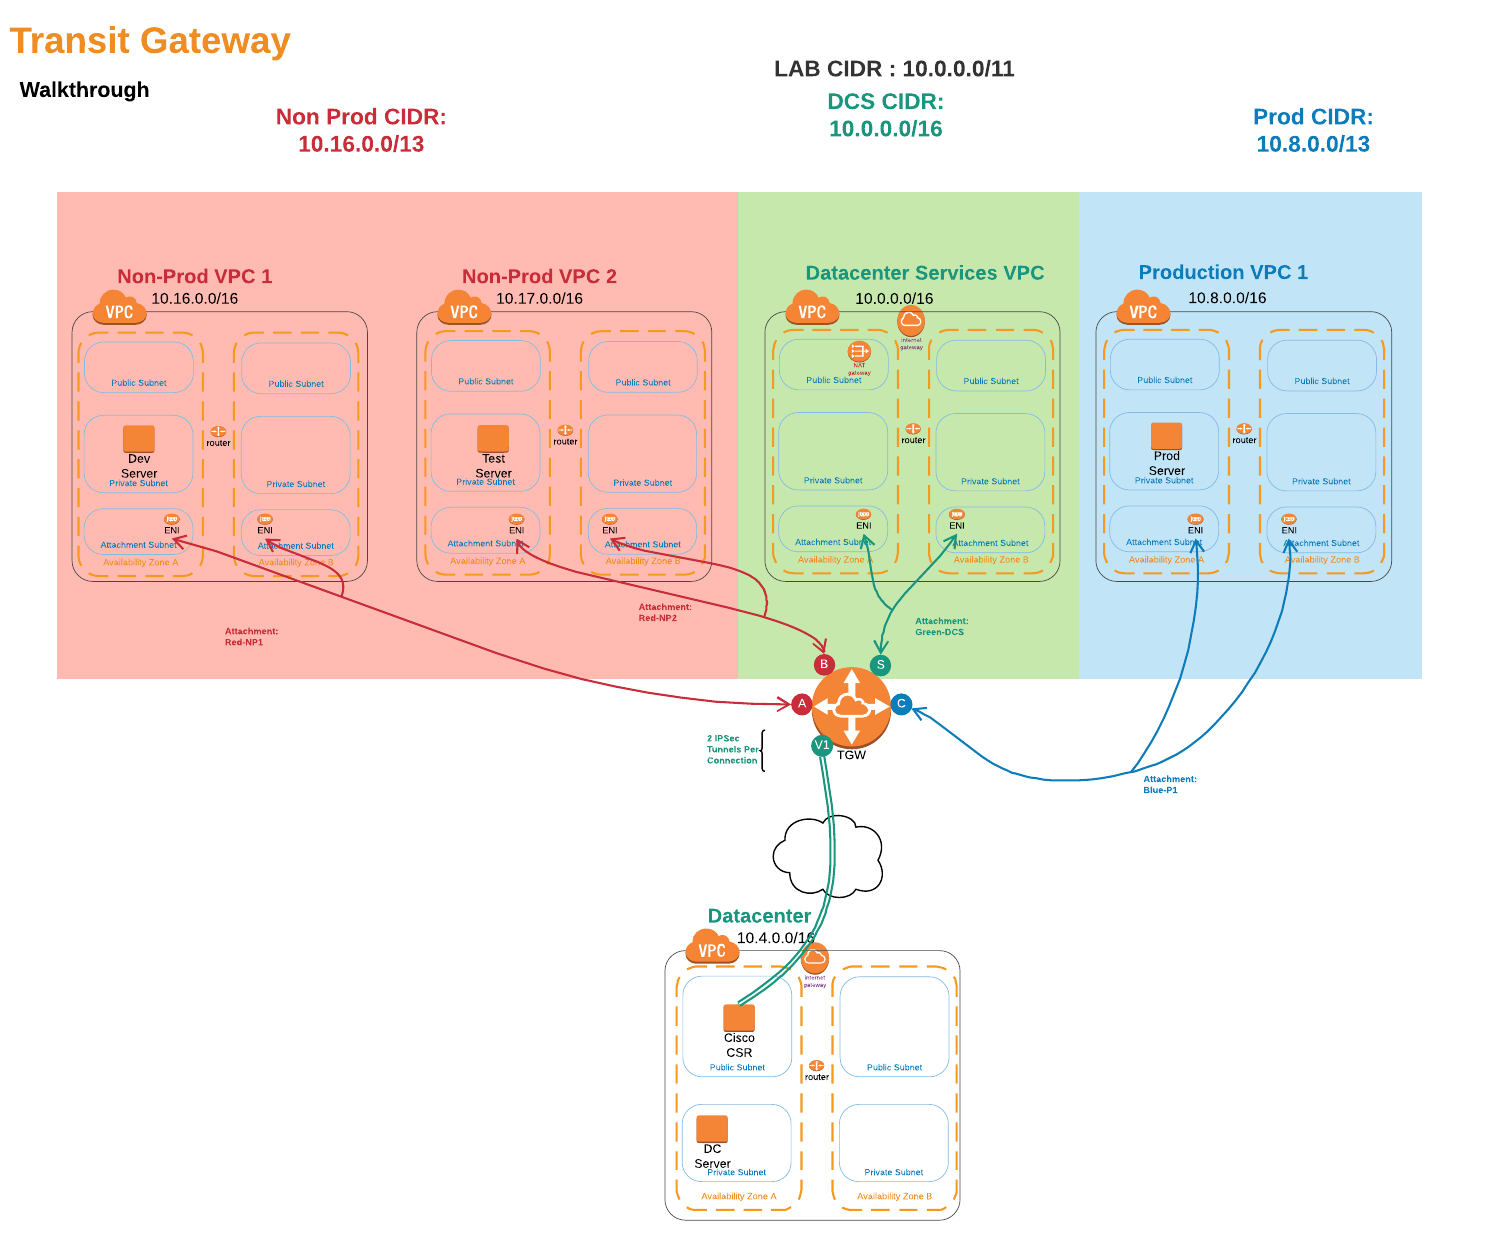 Transit Gateway
Walkthrough
LAB CIDR : 10.0.0.0/11
Non Prod CIDR:
10.16.0.0/13
DCS CIDR:
10.0.0.0/16
Prod CIDR:
10.8.0.0/13
Non-Prod VPC 1
10.16.0.0/16
VPC
Public Subnet
Public Subnet
router
Dev
Server
Private Subnet
Private Subnet
ENI
ENI
Attachment Subnet
Attachment Subnet
Availability Zone A
Availability Zone B
Attachment:
Red-NP1
Non-Prod VPC 2
10.17.0.0/16
VPC
Public Subnet
Public Subnet
router
Test
Server
Private Subnet
Private Subnet
ENI
ENI
Attachment Subnet
Attachment Subnet
Availability Zone A
Availability Zone B
Attachment:
Red-NP2
Datacenter Services VPC
10.0.0.0/16
VPC
internet
gateway
NAT
gateway
Public Subnet
Public Subnet
router
Private Subnet
Private Subnet
ENI
ENI
Attachment Subnet
Attachment Subnet
Availability Zone A
Availability Zone B
Attachment:
Green-DCS
Production VPC 1
10.8.0.0/16
VPC
Public Subnet
Public Subnet
router
Prod
Server
Private Subnet
Private Subnet
ENI
ENI
Attachment Subnet
Attachment Subnet
Availability Zone A
Availability Zone B
Attachment:
Blue-P1
B
S
A
C
V1
TGW
2 IPSec
Tunnels Per
Connection
Datacenter
10.4.0.0/16
VPC
internet
gateway
Cisco
CSR
Public Subnet
Public Subnet
router
DC
Server
Private Subnet
Private Subnet
Availability Zone A
Availability Zone B